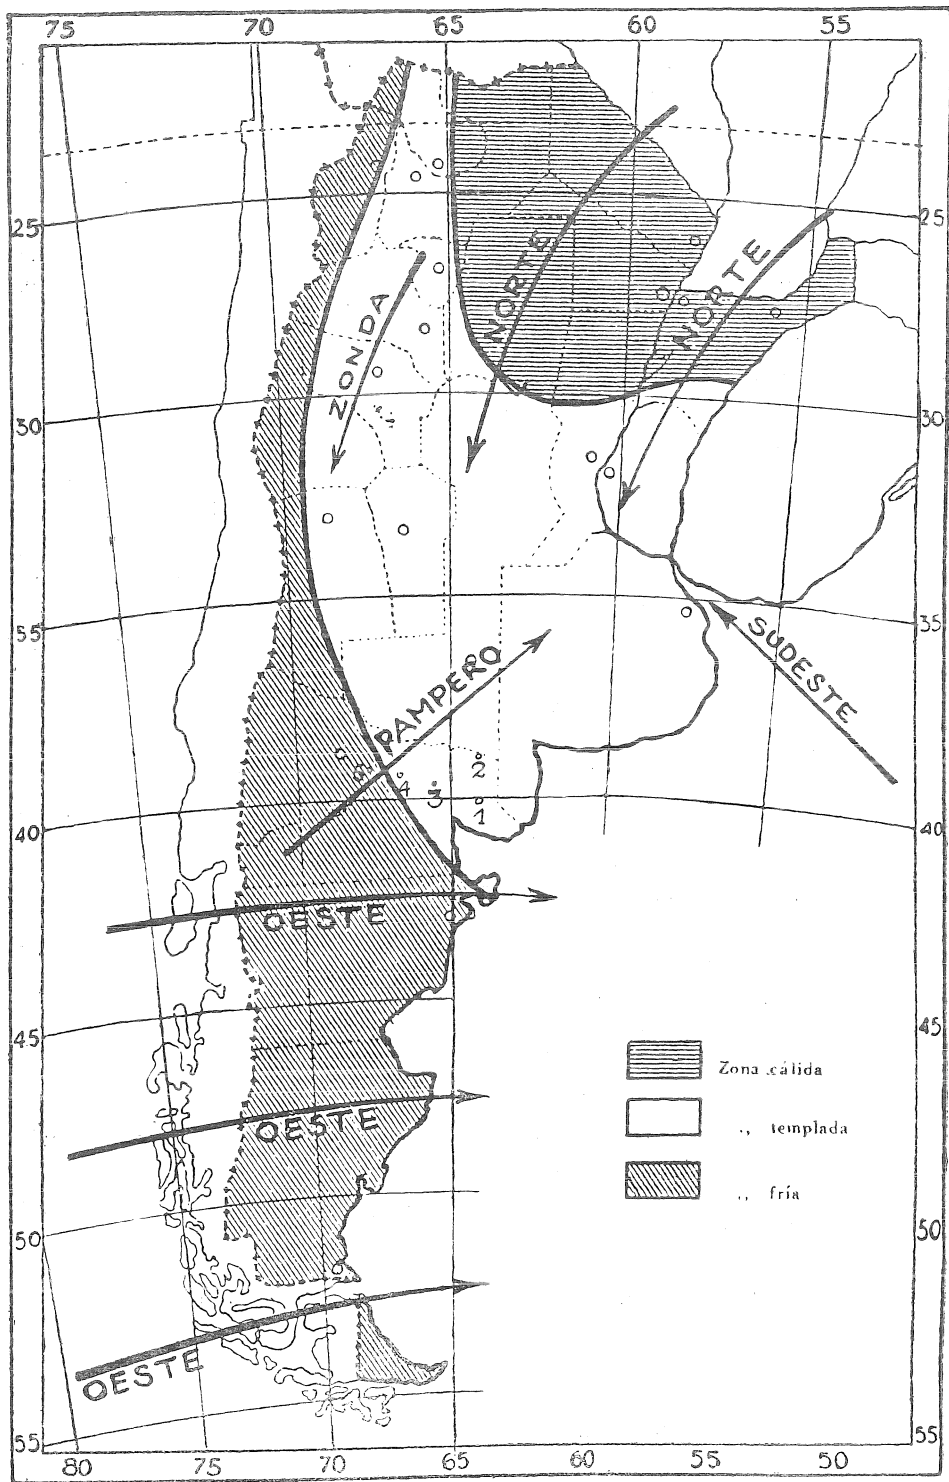 75 70 65 60 55
25 25
30 30
55 35
40 40
45 45
50 50
55 55
80 75 70 65 60 55 50
NORTE
NORTE
ZONDA
PAMPERO
SUDESTE
2
4 3
1
OESTE
OESTE
OESTE
Zona cálida
,, templada
,, fría